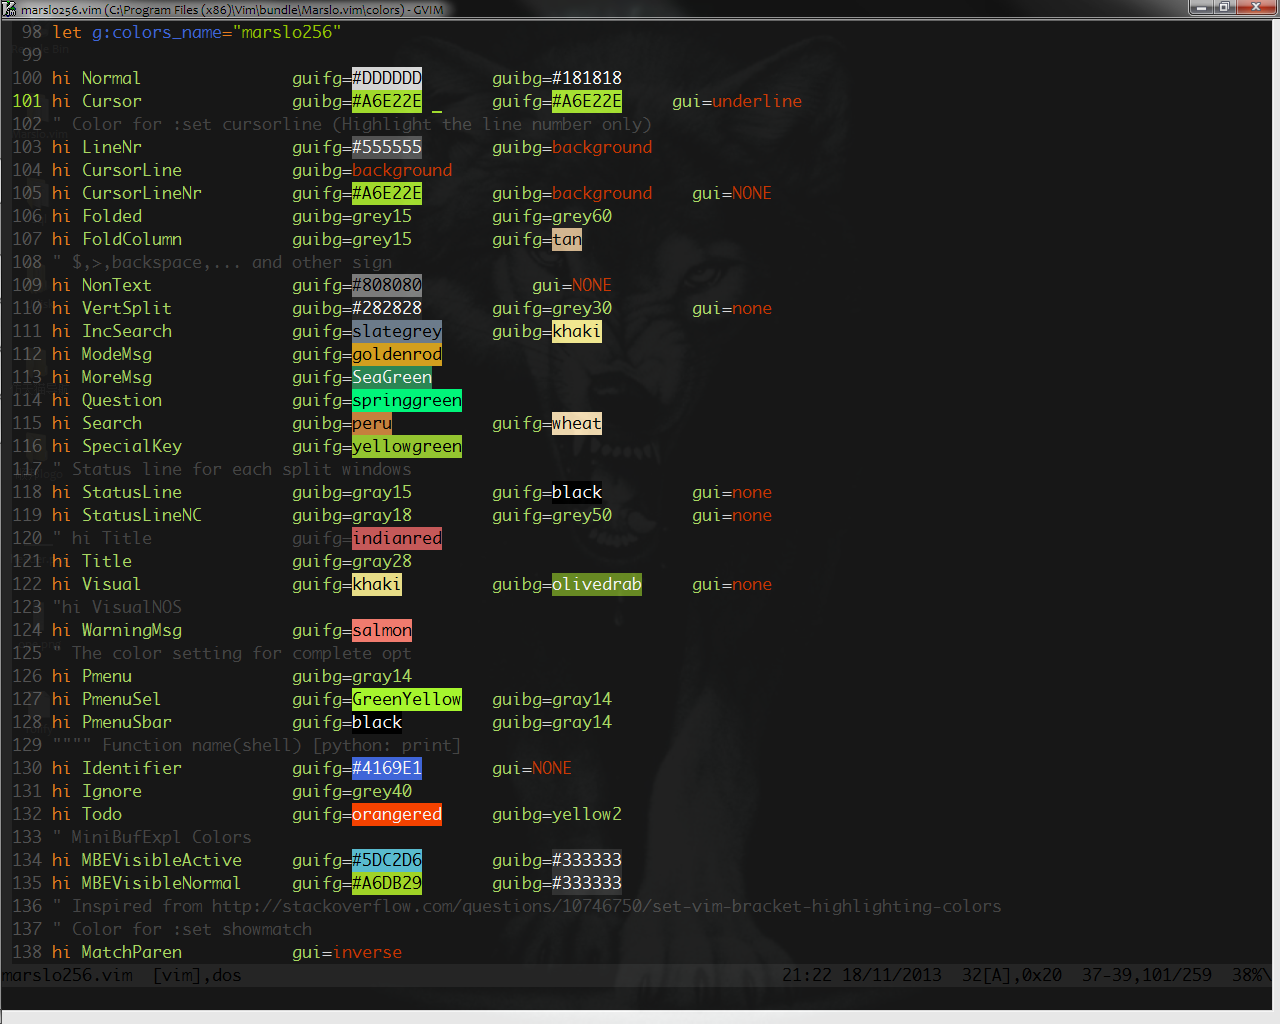 marslo256.vim (C:\Program Files (x86)\Vim\bundle\Marslo.vim\colors) - GVIM
98 let g:colors_name="marslo256"
99
100 hi Normal guifg=#DDDDDD guibg=#181818
101 hi Cursor guibg=#A6E22E _ guifg=#A6E22E gui=underline
102 " Color for :set cursorline (Highlight the line number only)
103 hi LineNr guifg=#555555 guibg=background
104 hi CursorLine guibg=background
105 hi CursorLineNr guifg=#A6E22E guibg=background gui=NONE
106 hi Folded guibg=grey15 guifg=grey60
107 hi FoldColumn guibg=grey15 guifg=tan
108 " $,>,backspace,... and other sign
109 hi NonText guifg=#808080 gui=NONE
110 hi VertSplit guibg=#282828 guifg=grey30 gui=none
111 hi IncSearch guifg=slategrey guibg=khaki
112 hi ModeMsg guifg=goldenrod
113 hi MoreMsg guifg=SeaGreen
114 hi Question guifg=springgreen
115 hi Search guibg=peru guifg=wheat
116 hi SpecialKey guifg=yellowgreen
117 " Status line for each split windows
118 hi StatusLine guibg=gray15 guifg=black gui=none
119 hi StatusLineNC guibg=gray18 guifg=grey50 gui=none
120 " hi Title guifg=indianred
121 hi Title guifg=gray28
122 hi Visual guifg=khaki guibg=olivedrab gui=none
123 "hi VisualNOS
124 hi WarningMsg guifg=salmon
125 " The color setting for complete opt
126 hi Pmenu guibg=gray14
127 hi PmenuSel guifg=GreenYellow guibg=gray14
128 hi PmenuSbar guifg=black guibg=gray14
129 """" Function name(shell) [python: print]
130 hi Identifier guifg=#4169E1 gui=NONE
131 hi Ignore guifg=grey40
132 hi Todo guifg=orangered guibg=yellow2
133 " MiniBufExpl Colors
134 hi MBEVisibleActive guifg=#5DC2D6 guibg=#333333
135 hi MBEVisibleNormal guifg=#A6DB29 guibg=#333333
136 " Inspired from http://stackoverflow.com/questions/10746750/set-vim-bracket-highlighting-colors
137 " Color for :set showmatch
138 hi MatchParen gui=inverse
marslo256.vim [vim],dos 21:22 18/11/2013 32[A],0x20 37-39,101/259 38%\